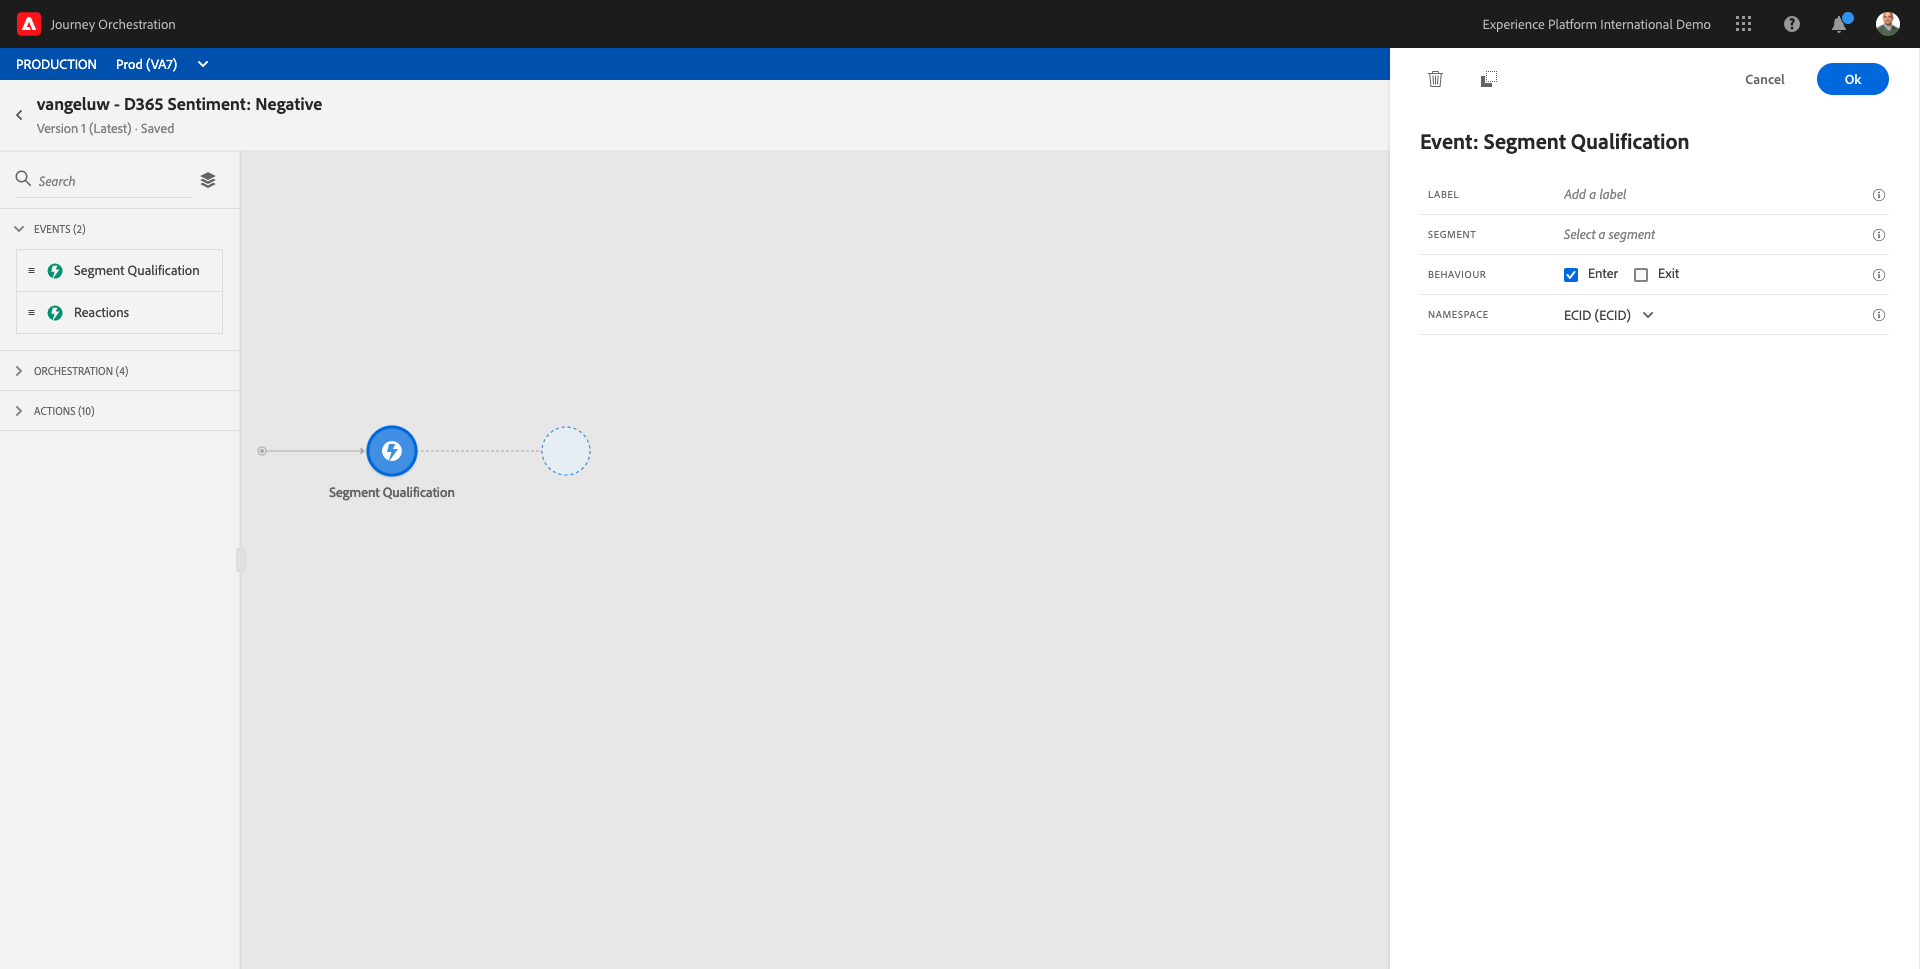 Journey Orchestration
Experience Platform International Demo
PRODUCTION Prod (VA7)
vangeluw - D365 Sentiment: Negative
Version 1 (Latest) · Saved
Search
EVENTS (2)
Segment Qualification
Reactions
ORCHESTRATION (4)
ACTIONS (10)
Segment Qualification
Cancel
Ok
Event: Segment Qualification
LABEL Add a label
SEGMENT Select a segment
BEHAVIOUR Enter Exit
NAMESPACE ECID (ECID)